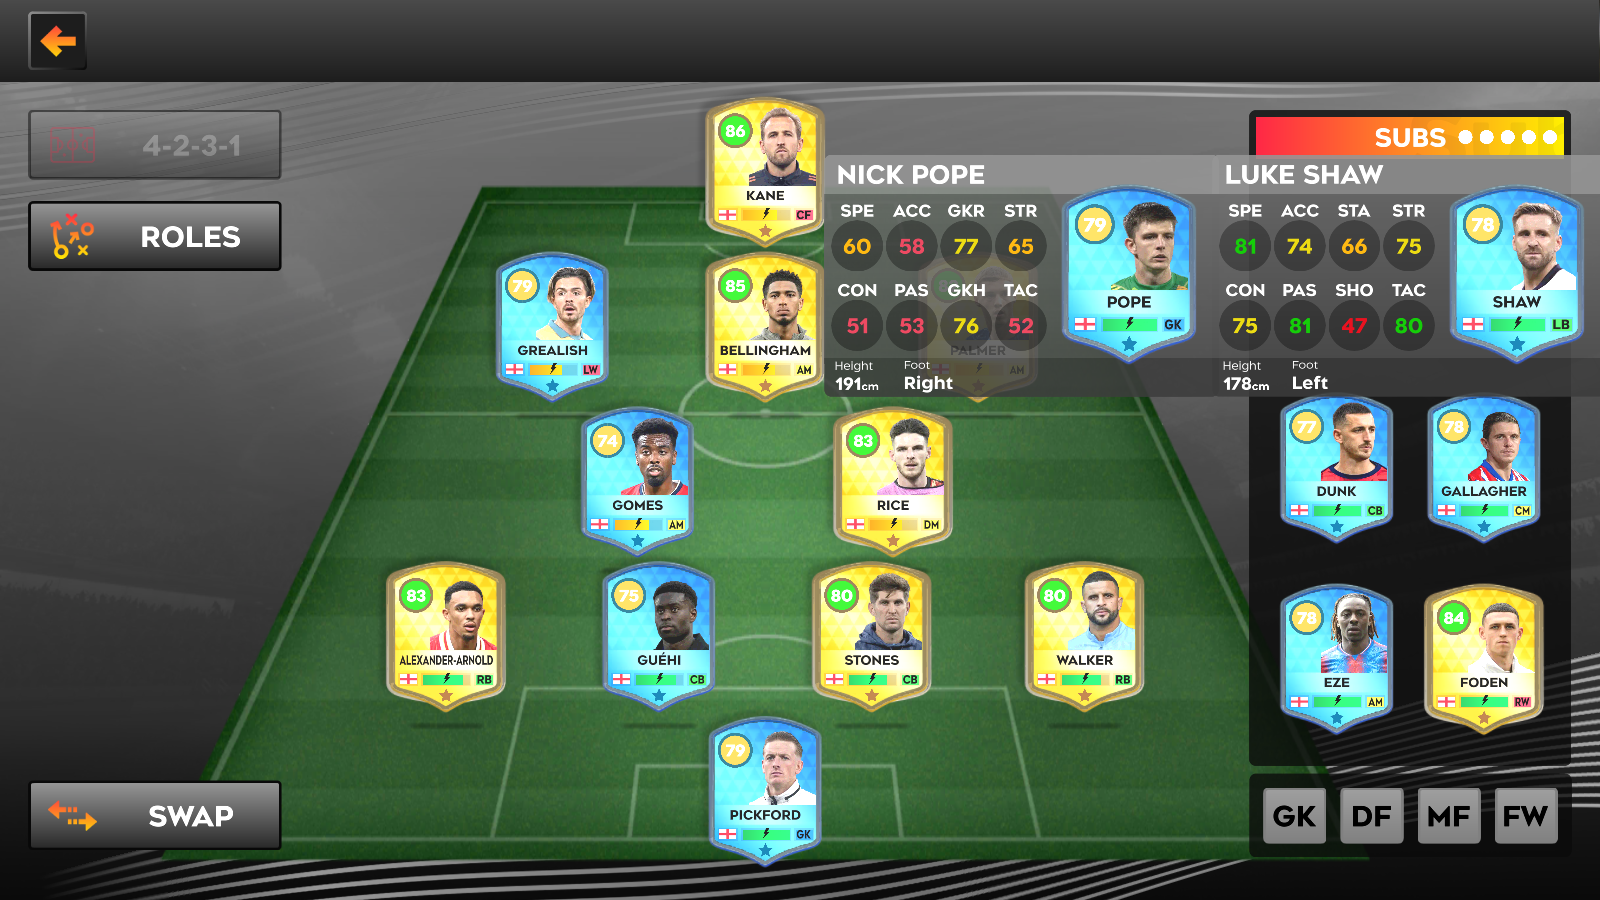 4-2-3-1
ROLES
SWAP
86
KANE
CF
79
GREALISH
LW
85
BELLINGHAM
AM
PALMER
AM
74
GOMES
AM
83
RICE
DM
83
ALEXANDER-ARNOLD
RB
75
GUÉHI
CB
80
STONES
CB
80
WALKER
RB
79
PICKFORD
GK
NICK POPE
SPE ACC GKR STR
60 58 77 65
CON PAS GKH TAC
51 53 76 52
Height Foot
191cm Right
79
POPE
GK
SUBS
LUKE SHAW
SPE ACC STA STR
81 74 66 75
CON PAS SHO TAC
75 81 47 80
Height Foot
178cm Left
78
SHAW
LB
77
DUNK
CB
78
GALLAGHER
CM
78
EZE
AM
84
FODEN
RW
GK DF MF FW